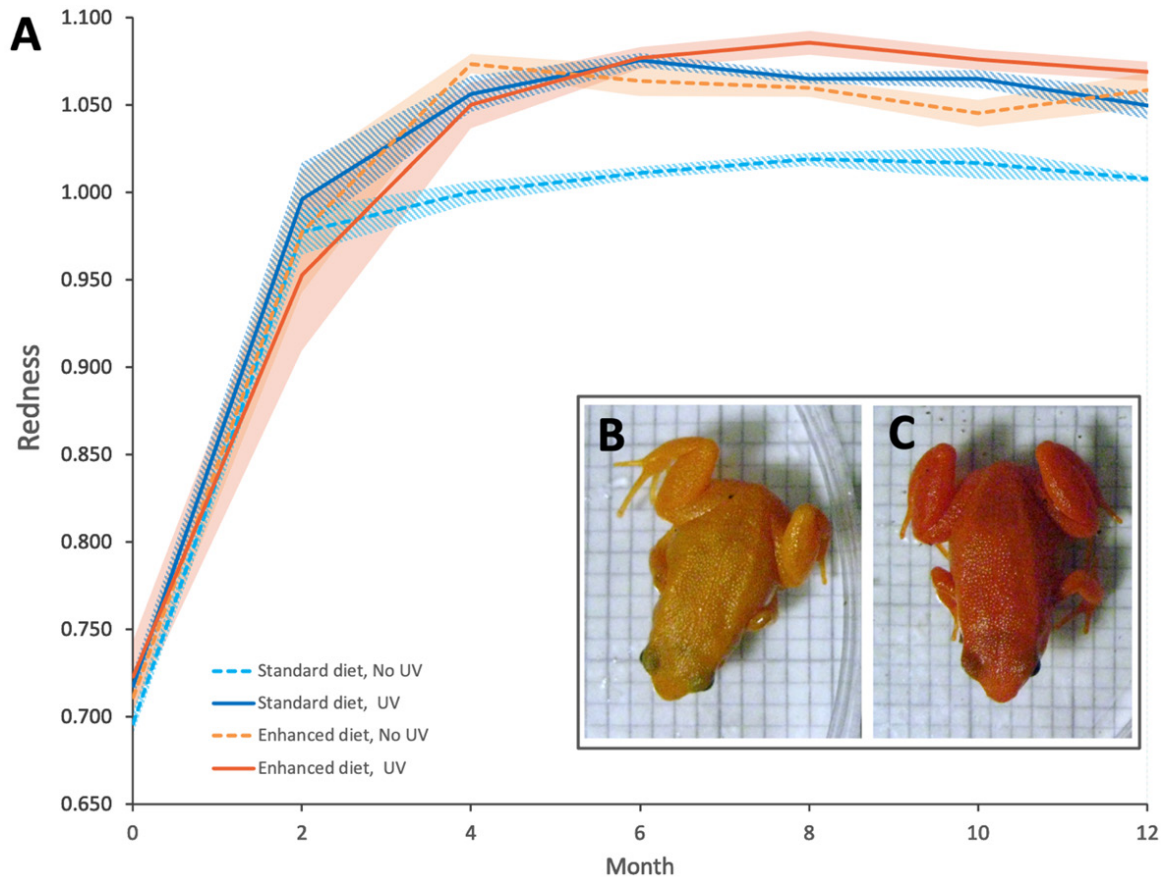 A
1.100
1.050
1.000
0.950
0.900
0.850
0.800
0.750
0.700
0.650
Redness
B
C
Standard diet, No UV
Standard diet, UV
Enhanced diet, No UV
Enhanced diet, UV
0 2 4 6 8 10 12
Month